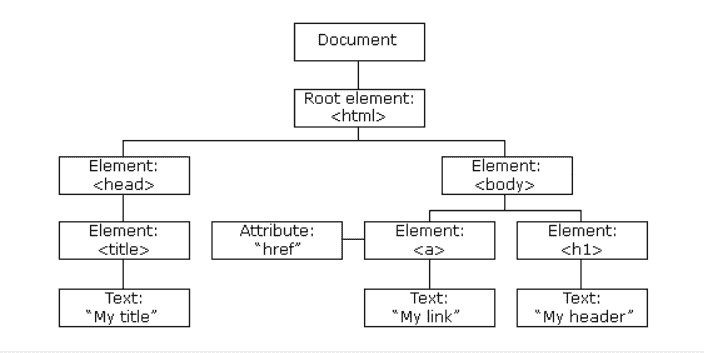 Document
Root element:
<html>
Element:
<head>
Element:
<body>
Element:
<title>
Attribute:
“href”
Element:
<a>
Element:
<h1>
Text:
“My title”
Text:
“My link”
Text:
“My header”